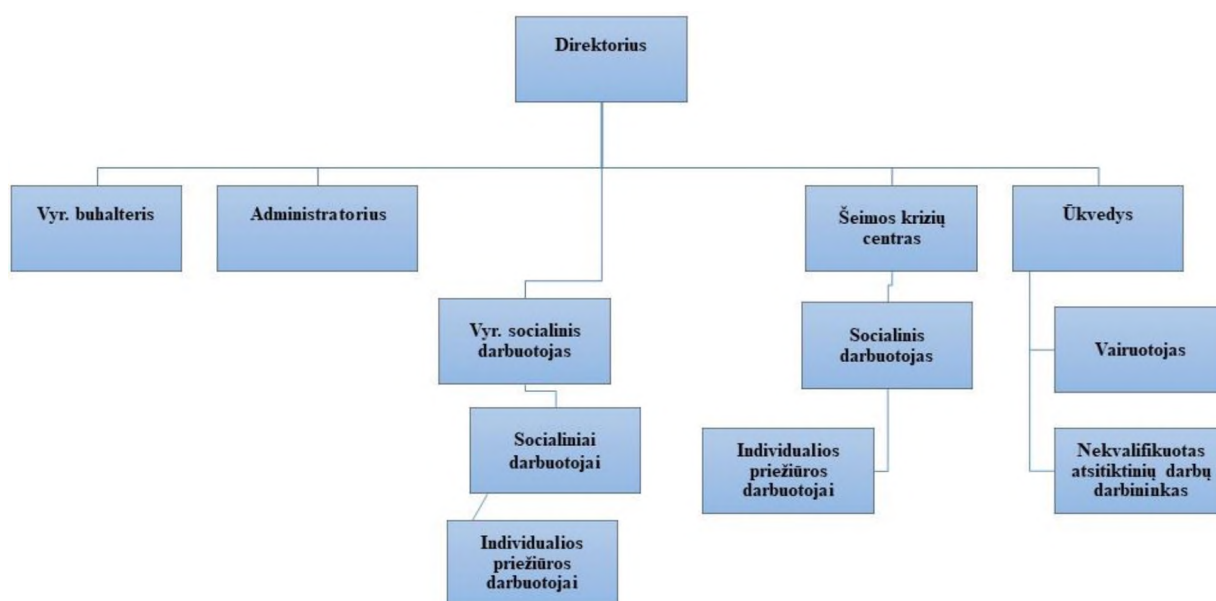 Direktorius
Vyr. buhalteris
Administratorius
Šeimos krizių
centras
Ūkvedys
Vyr. socialinis
darbuotojas
Socialinis
darbuotojas
Vairuotojas
Socialiniai
darbuotojai
Individualios
priežiūros
darbuotojai
Nekvalifikuotas
atsitiktinių darbų
darbininkas
Individualios
priežiūros
darbuotojai